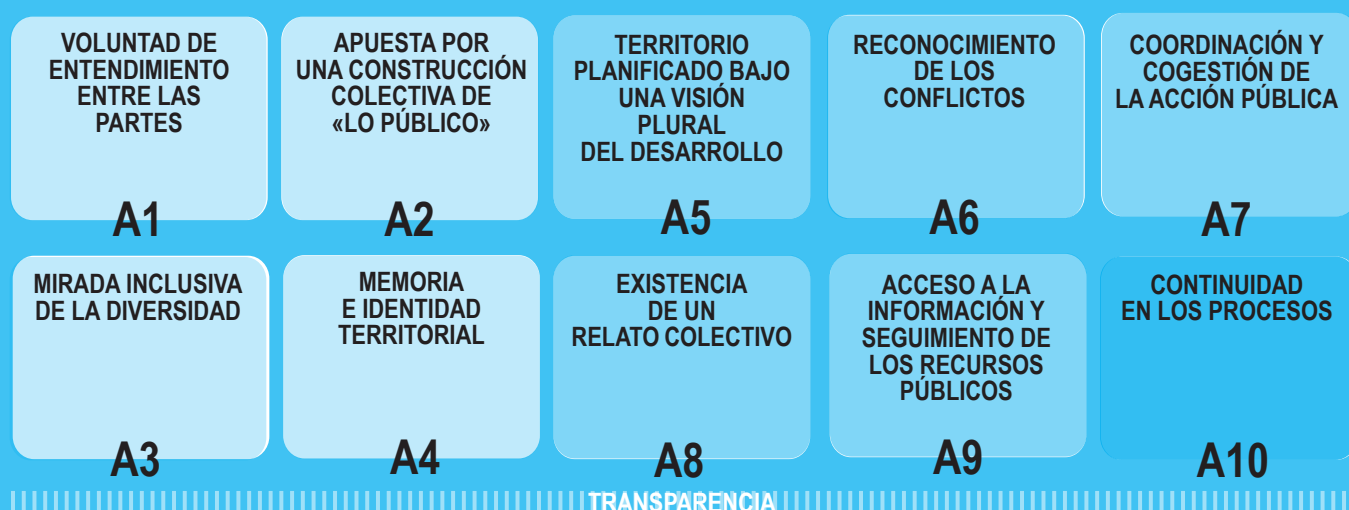 VOLUNTAD DE
ENTENDIMIENTO
ENTRE LAS
PARTES
A1
APUESTA POR
UNA CONSTRUCCIÓN
COLECTIVA DE
«LO PÚBLICO»
A2
TERRITORIO
PLANIFICADO BAJO
UNA VISIÓN
PLURAL
DEL DESARROLLO
A5
RECONOCIMIENTO
DE LOS
CONFLICTOS
A6
COORDINACIÓN Y
COGESTIÓN DE
LA ACCIÓN PÚBLICA
A7
MIRADA INCLUSIVA
DE LA DIVERSIDAD
A3
MEMORIA
E IDENTIDAD
TERRITORIAL
A4
EXISTENCIA
DE UN
RELATO COLECTIVO
A8
ACCESO A LA
INFORMACIÓN Y
SEGUIMIENTO DE
LOS RECURSOS
PÚBLICOS
A9
CONTINUIDAD
EN LOS PROCESOS
A10
TRANSPARENCIA